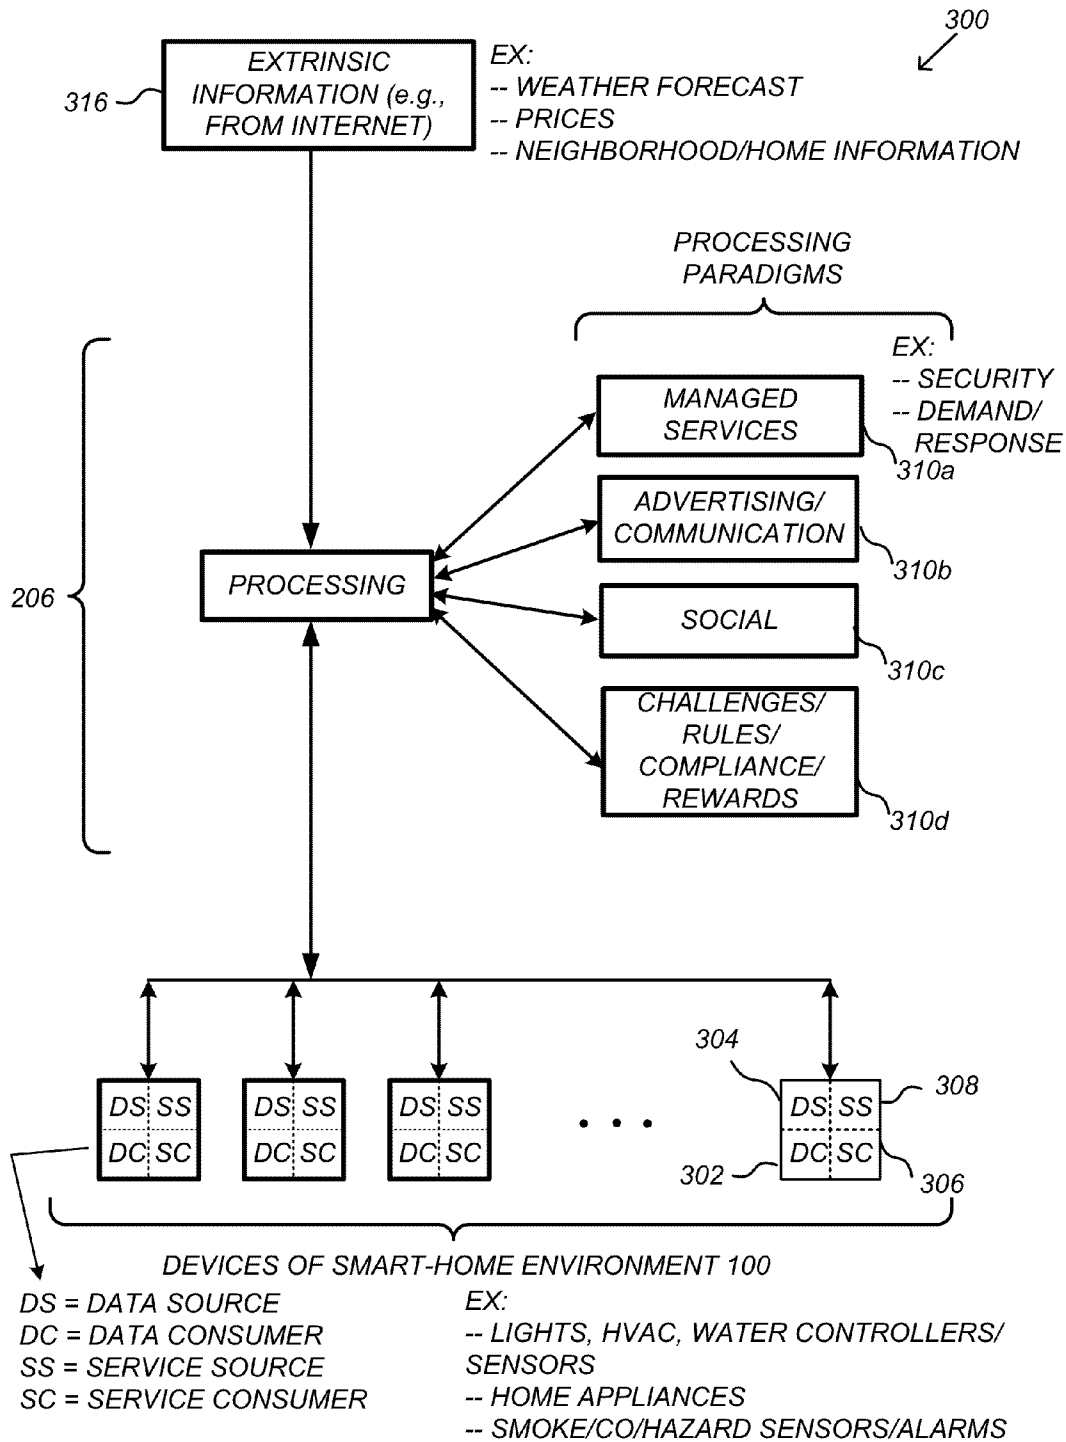 300
EXTRINSIC
INFORMATION (e.g.,
FROM INTERNET)
316
EX:
-- WEATHER FORECAST
-- PRICES
-- NEIGHBORHOOD/HOME INFORMATION
PROCESSING
PARADIGMS
EX:
-- SECURITY
-- DEMAND/
RESPONSE
MANAGED
SERVICES
310a
ADVERTISING/
COMMUNICATION
310b
206
PROCESSING
SOCIAL
310c
CHALLENGES/
RULES/
COMPLIANCE/
REWARDS
310d
304
308
DS SS
DC SC
DS SS
DC SC
DS SS
DC SC
• • •
DS SS
DC SC
302
306
DEVICES OF SMART-HOME ENVIRONMENT 100
DS = DATA SOURCE
DC = DATA CONSUMER
SS = SERVICE SOURCE
SC = SERVICE CONSUMER
EX:
-- LIGHTS, HVAC, WATER CONTROLLERS/
SENSORS
-- HOME APPLIANCES
-- SMOKE/CO/HAZARD SENSORS/ALARMS